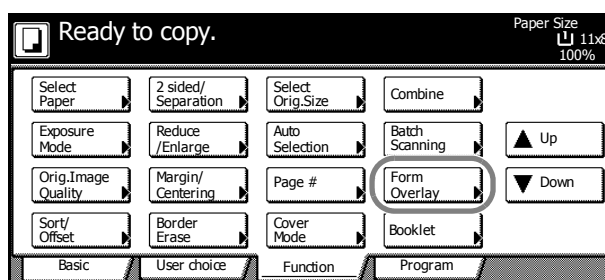 Ready to copy.
Paper Size
11x8
100%
Select
Paper
2 sided/
Separation
Select
Orig.Size
Combine
Exposure
Mode
Reduce
/Enlarge
Auto
Selection
Batch
Scanning
Up
Orig.Image
Quality
Margin/
Centering
Page #
Form
Overlay
Down
Sort/
Offset
Border
Erase
Cover
Mode
Booklet
Basic
User choice
Function
Program